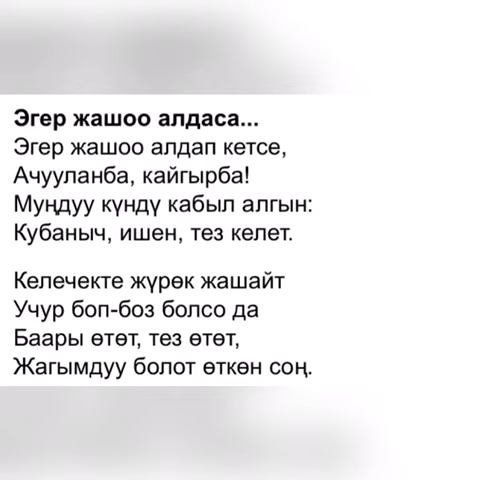 Эгер жашоо алдаса...
Эгер жашоо алдап кетсе,
Ачууланба, кайгырба!
Муңдуу күндү кабыл алгын:
Кубаныч, ишен, тез келет.
Келечекте жүрөк жашайт
Учур боп-боз болсо да
Баары өтөт, тез өтөт,
Жагымдуу болот өткөн соң.